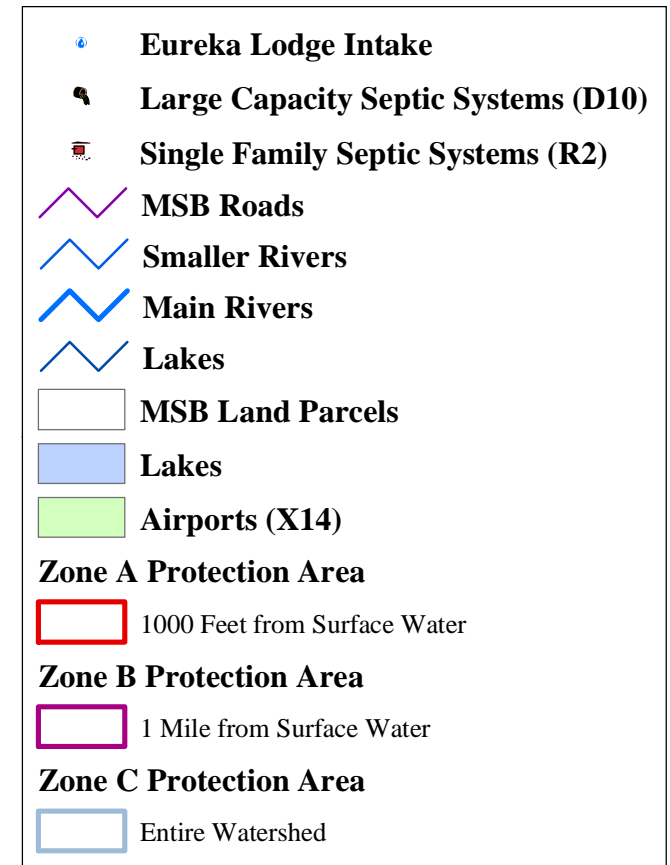 Eureka Lodge Intake
Large Capacity Septic Systems (D10)
Single Family Septic Systems (R2)
MSB Roads
Smaller Rivers
Main Rivers
Lakes
MSB Land Parcels
Lakes
Airports (X14)
Zone A Protection Area
1000 Feet from Surface Water
Zone B Protection Area
1 Mile from Surface Water
Zone C Protection Area
Entire Watershed